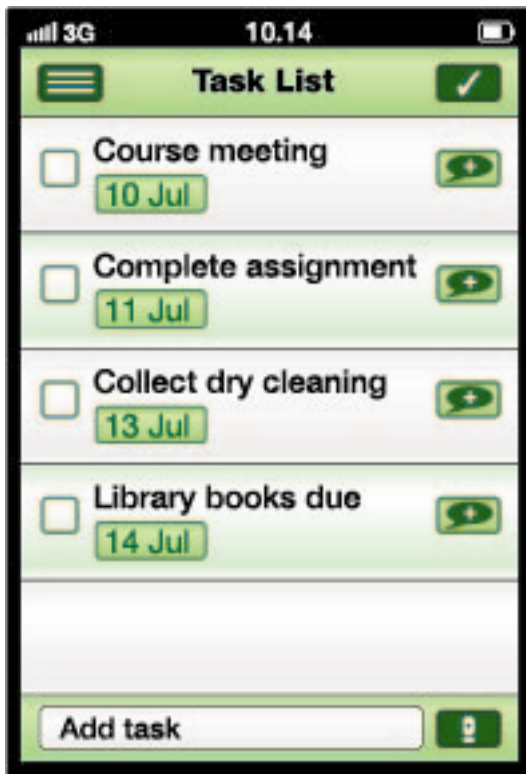 3G 10.14
Task List
Course meeting
10 Jul
Complete assignment
11 Jul
Collect dry cleaning
13 Jul
Library books due
14 Jul
Add task